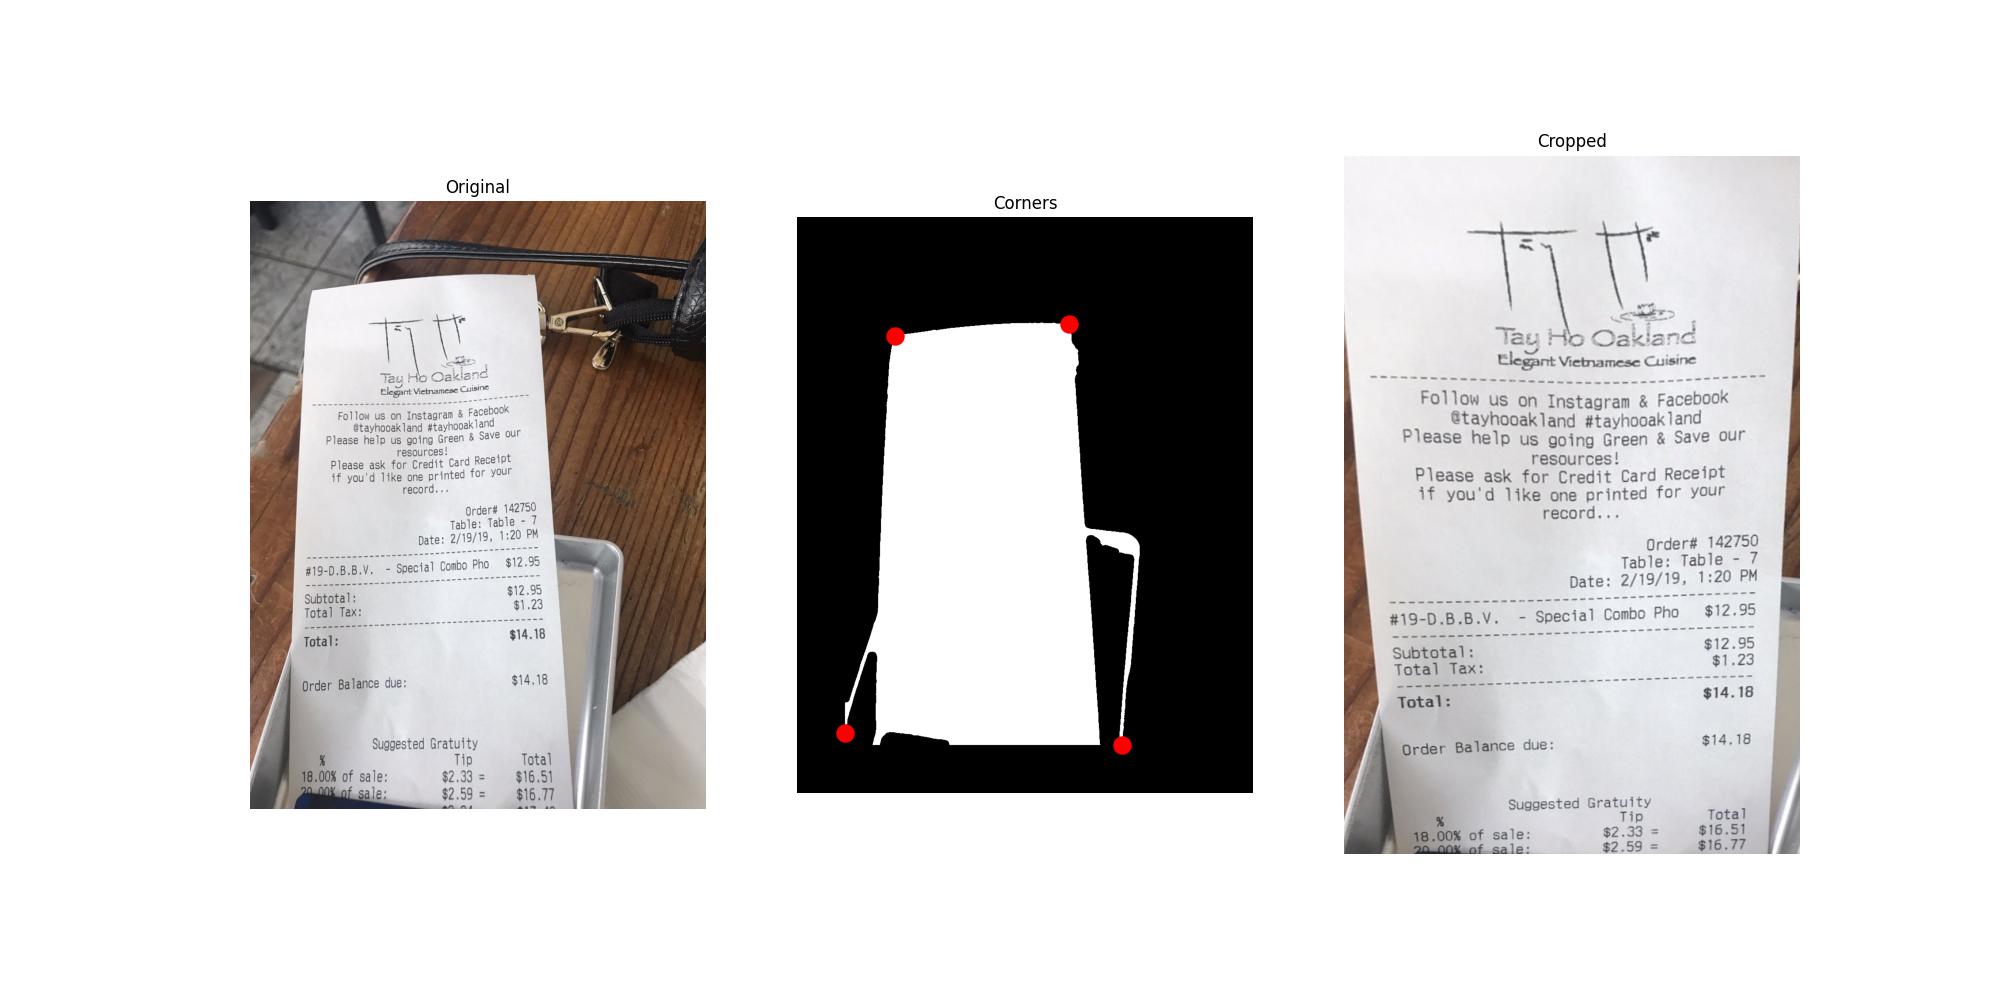 Original
Tay Ho Oakland
Elegant Vietnamese Cuisine
Follow us on Instagram & Facebook
@tayhooakland #tayhooakland
Please help us going Green & Save our
resources!
Please ask for Credit Card Receipt
if you'd like one printed for your
record...
Order# 142750
Table: Table - 7
Date: 2/19/19, 1:20 PM
#19-D.B.B.V. - Special Combo Pho $12.95
Subtotal: $12.95
Total Tax: $1.23
Total: $14.18
Order Balance due: $14.18
Suggested Gratuity
% Tip Total
18.00% of sale: $2.33 = $16.51
20.00% of sale: $2.59 = $16.77
Corners
Cropped
Tay Ho Oakland
Elegant Vietnamese Cuisine
Follow us on Instagram & Facebook
@tayhooakland #tayhooakland
Please help us going Green & Save our
resources!
Please ask for Credit Card Receipt
if you'd like one printed for your
record...
Order# 142750
Table: Table - 7
Date: 2/19/19, 1:20 PM
#19-D.B.B.V. - Special Combo Pho $12.95
Subtotal: $12.95
Total Tax: $1.23
Total: $14.18
Order Balance due: $14.18
Suggested Gratuity
% Tip Total
18.00% of sale: $2.33 = $16.51
20.00% of sale: $2.59 = $16.77